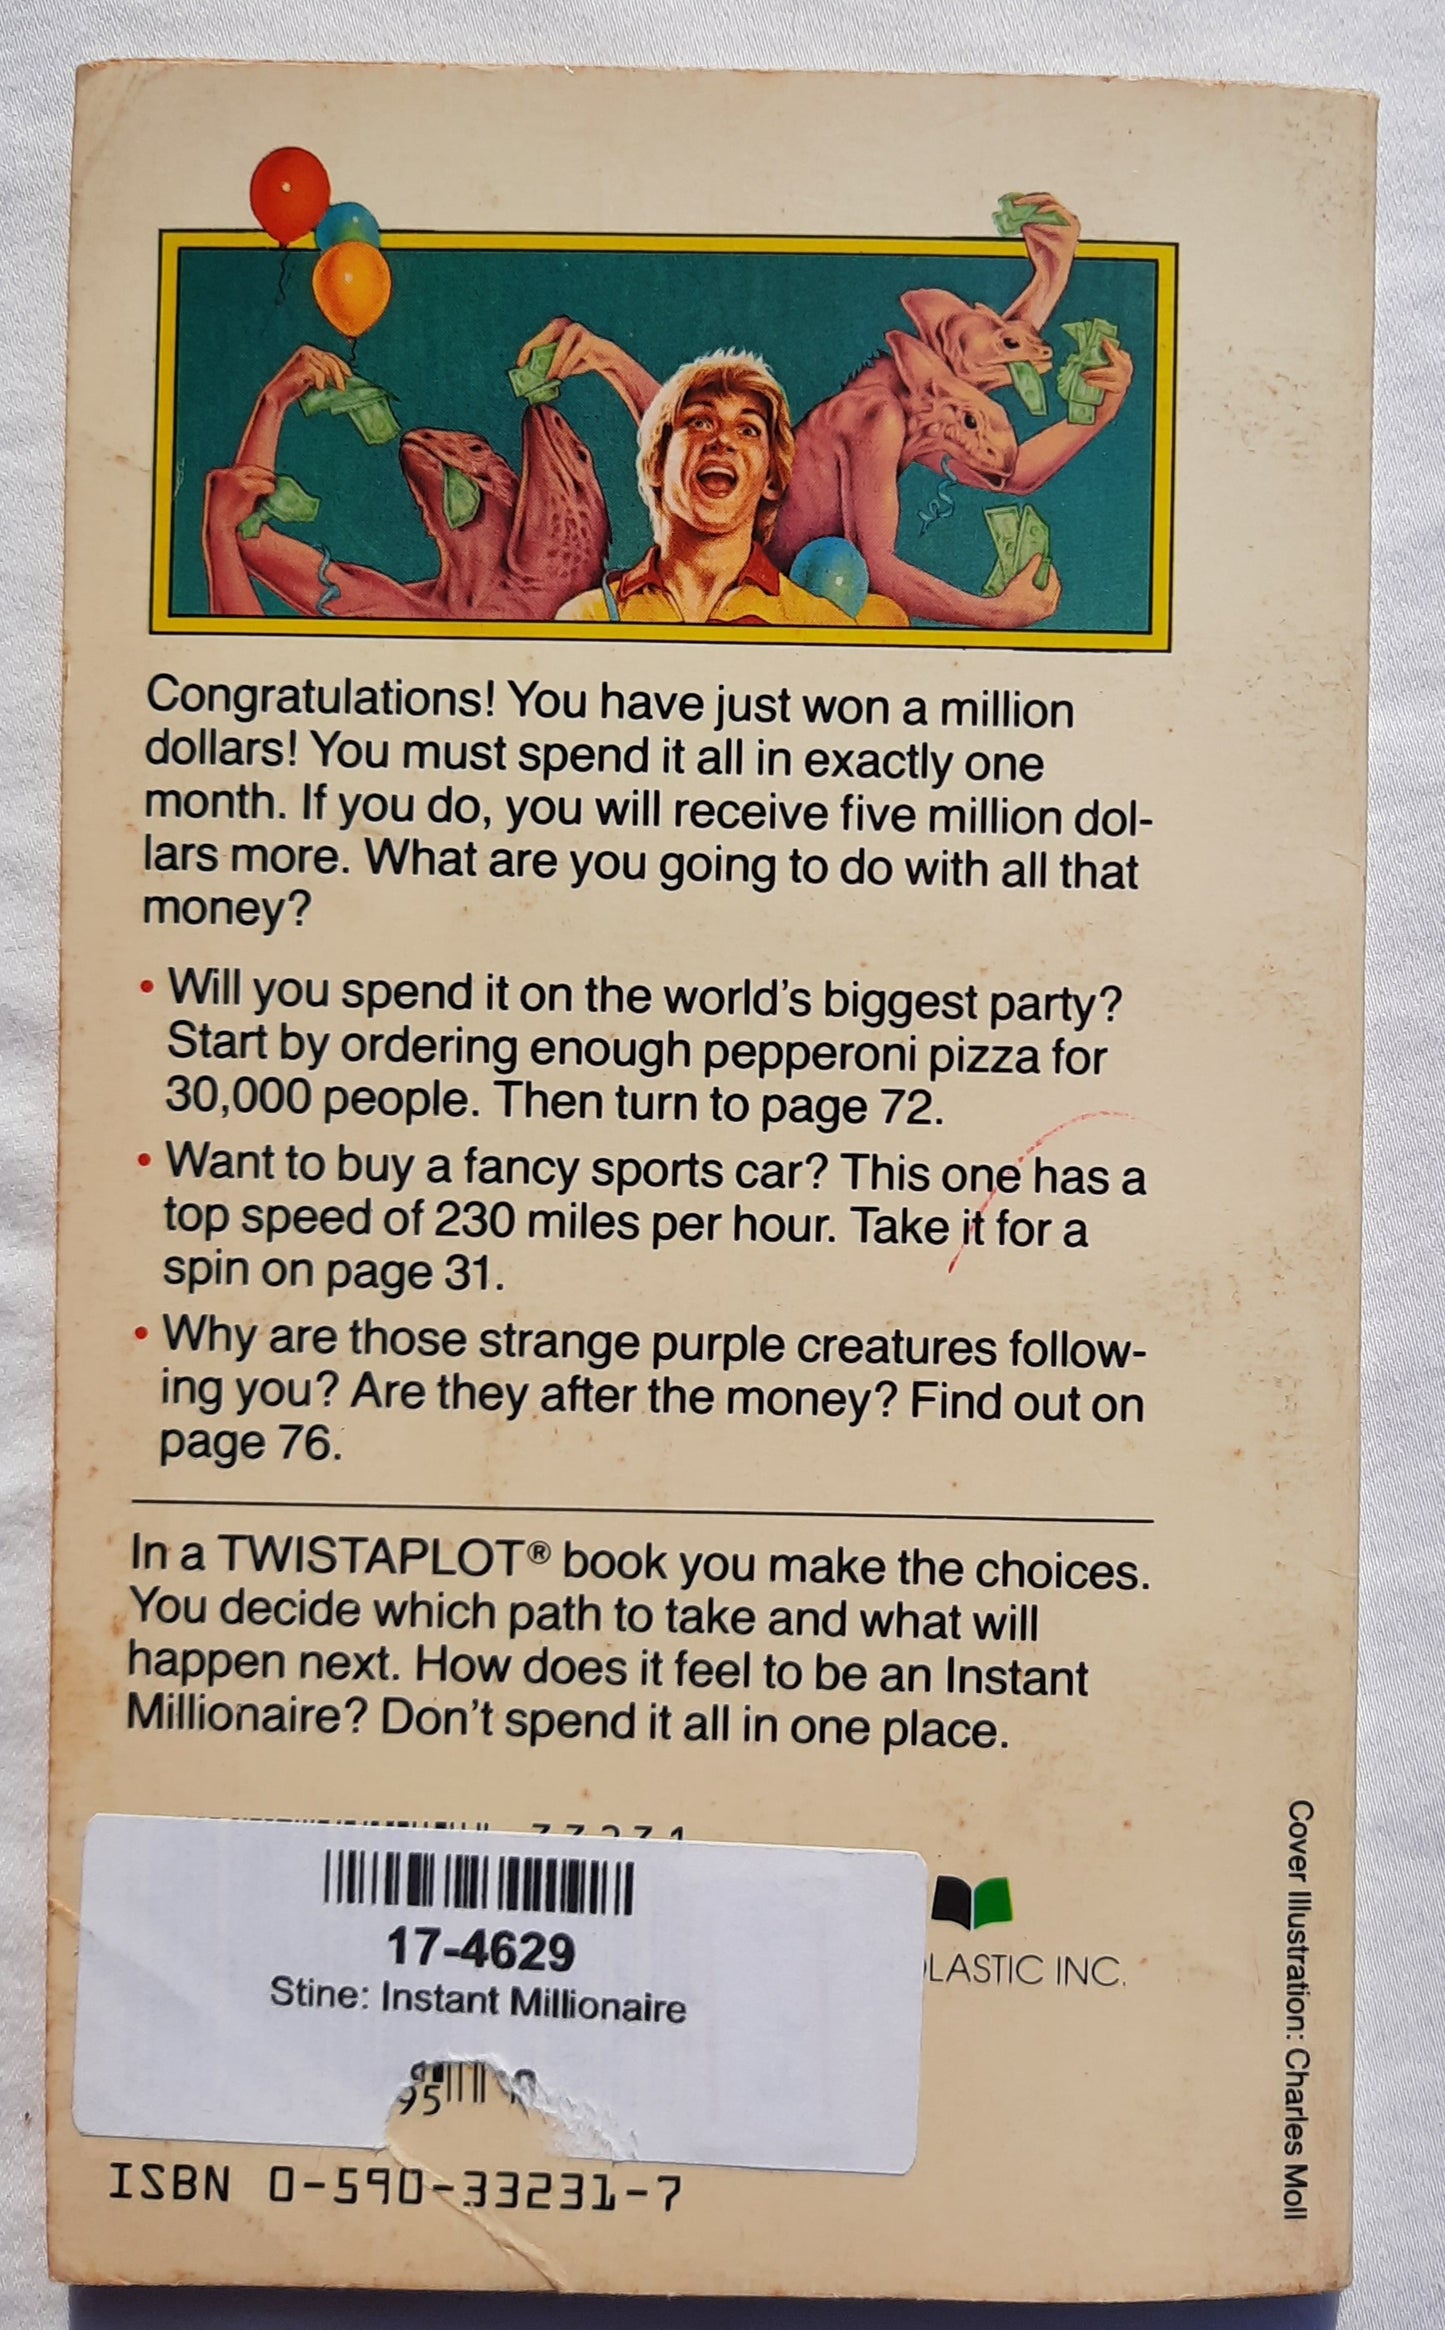 Congratulations! You have just won a million
dollars! You must spend it all in exactly one
month. If you do, you will receive five million dol-
lars more. What are you going to do with all that
money?
• Will you spend it on the world's biggest party?
Start by ordering enough pepperoni pizza for
30,000 people. Then turn to page 72.
• Want to buy a fancy sports car? This one has a
top speed of 230 miles per hour. Take it for a
spin on page 31.
• Why are those strange purple creatures follow-
ing you? Are they after the money? Find out on
page 76.
In a TWISTAPLOT® book you make the choices.
You decide which path to take and what will
happen next. How does it feel to be an Instant
Millionaire? Don't spend it all in one place.
17-4629
Stine: Instant Millionaire
95
LASTIC INC.
ISBN 0-590-33231-7
Cover Illustration: Charles Moll